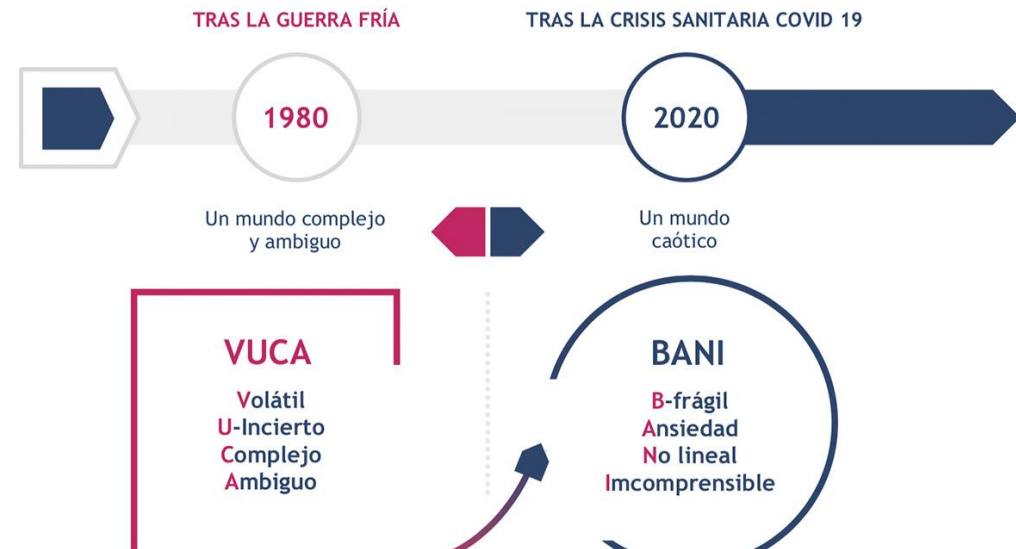 TRAS LA GUERRA FRÍA
TRAS LA CRISIS SANITARIA COVID 19
1980
2020
Un mundo complejo
y ambiguo
Un mundo
caótico
VUCA
Volátil
U-Incierto
Complejo
Ambiguo
BANI
B-frágil
Ansiedad
No lineal
Imcomprensible